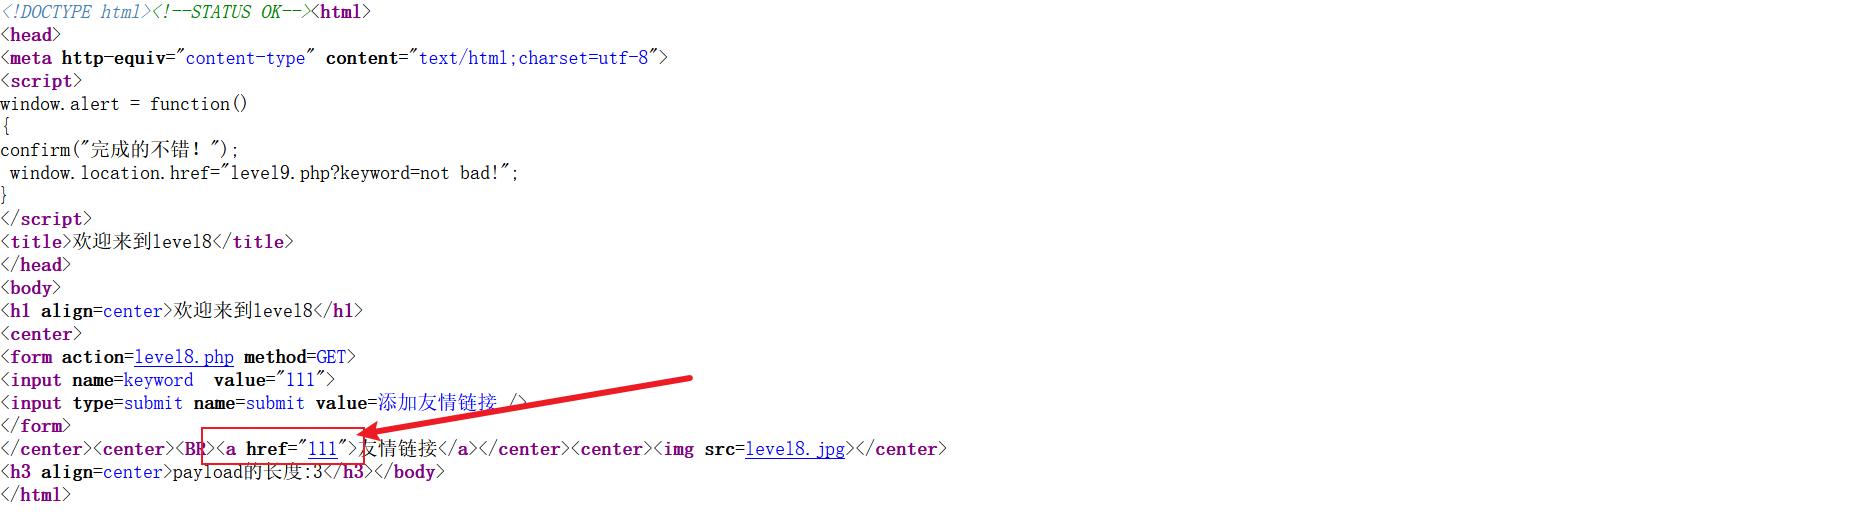 <!DOCTYPE html><!--STATUS OK--><html>
<head>
<meta http-equiv="content-type" content="text/html;charset=utf-8">
<script>
window.alert = function()
{
confirm("完成的不错！");
 window.location.href="level9.php?keyword=not bad!";
}
</script>
<title>欢迎来到level8</title>
</head>
<body>
<h1 align=center>欢迎来到level8</h1>
<center>
<form action=level8.php method=GET>
<input name=keyword  value="111">
<input type=submit name=submit value=添加友情链接 />
</form>
</center><center><BR><a href="111">友情链接</a></center><center><img src=level8.jpg></center>
<h3 align=center>payload的长度:3</h3></body>
</html>